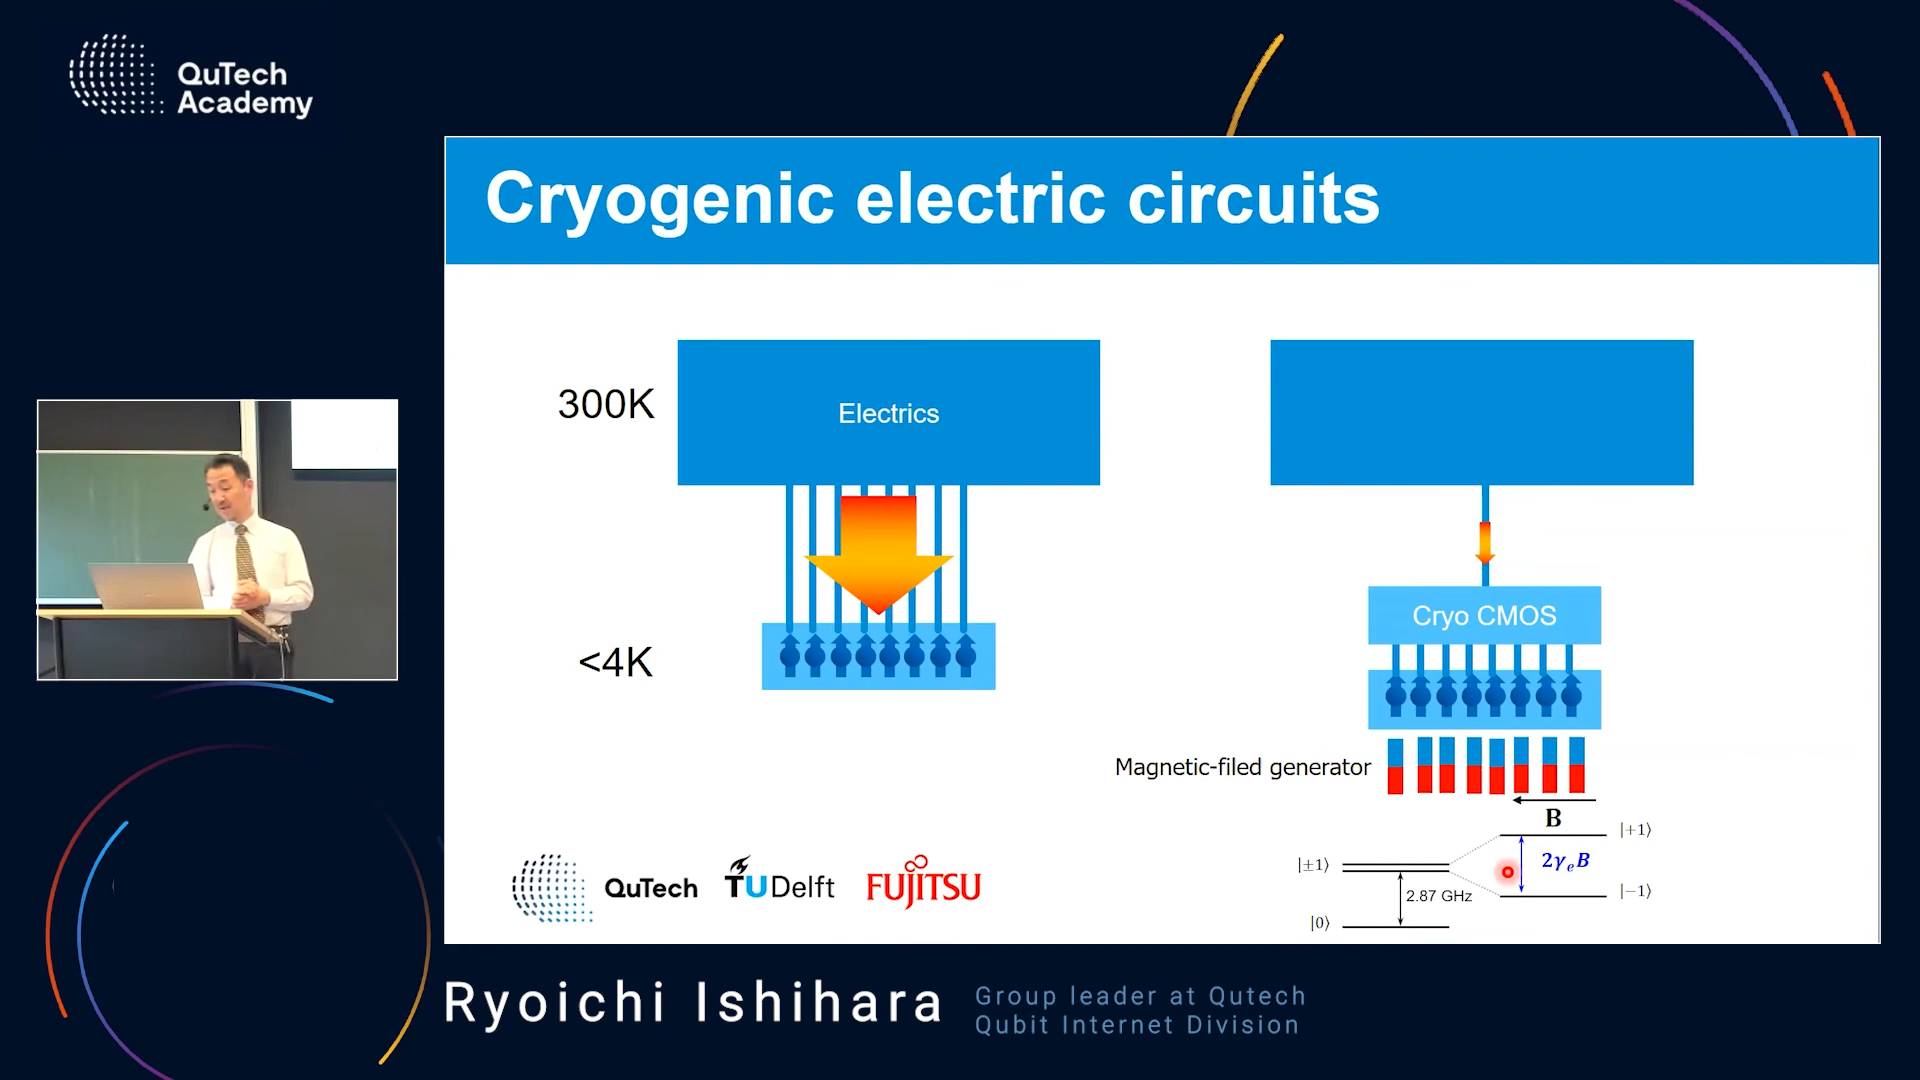 QuTech
Academy
Cryogenic electric circuits
300K
Electrics
<4K
Cryo CMOS
Magnetic-filed generator
B
|+1⟩
|±1⟩
2γₑB
2.87 GHz
|−1⟩
|0⟩
QuTech
TUDelft
FUJITSU
Ryoichi Ishihara
Group leader at Qutech
Qubit Internet Division